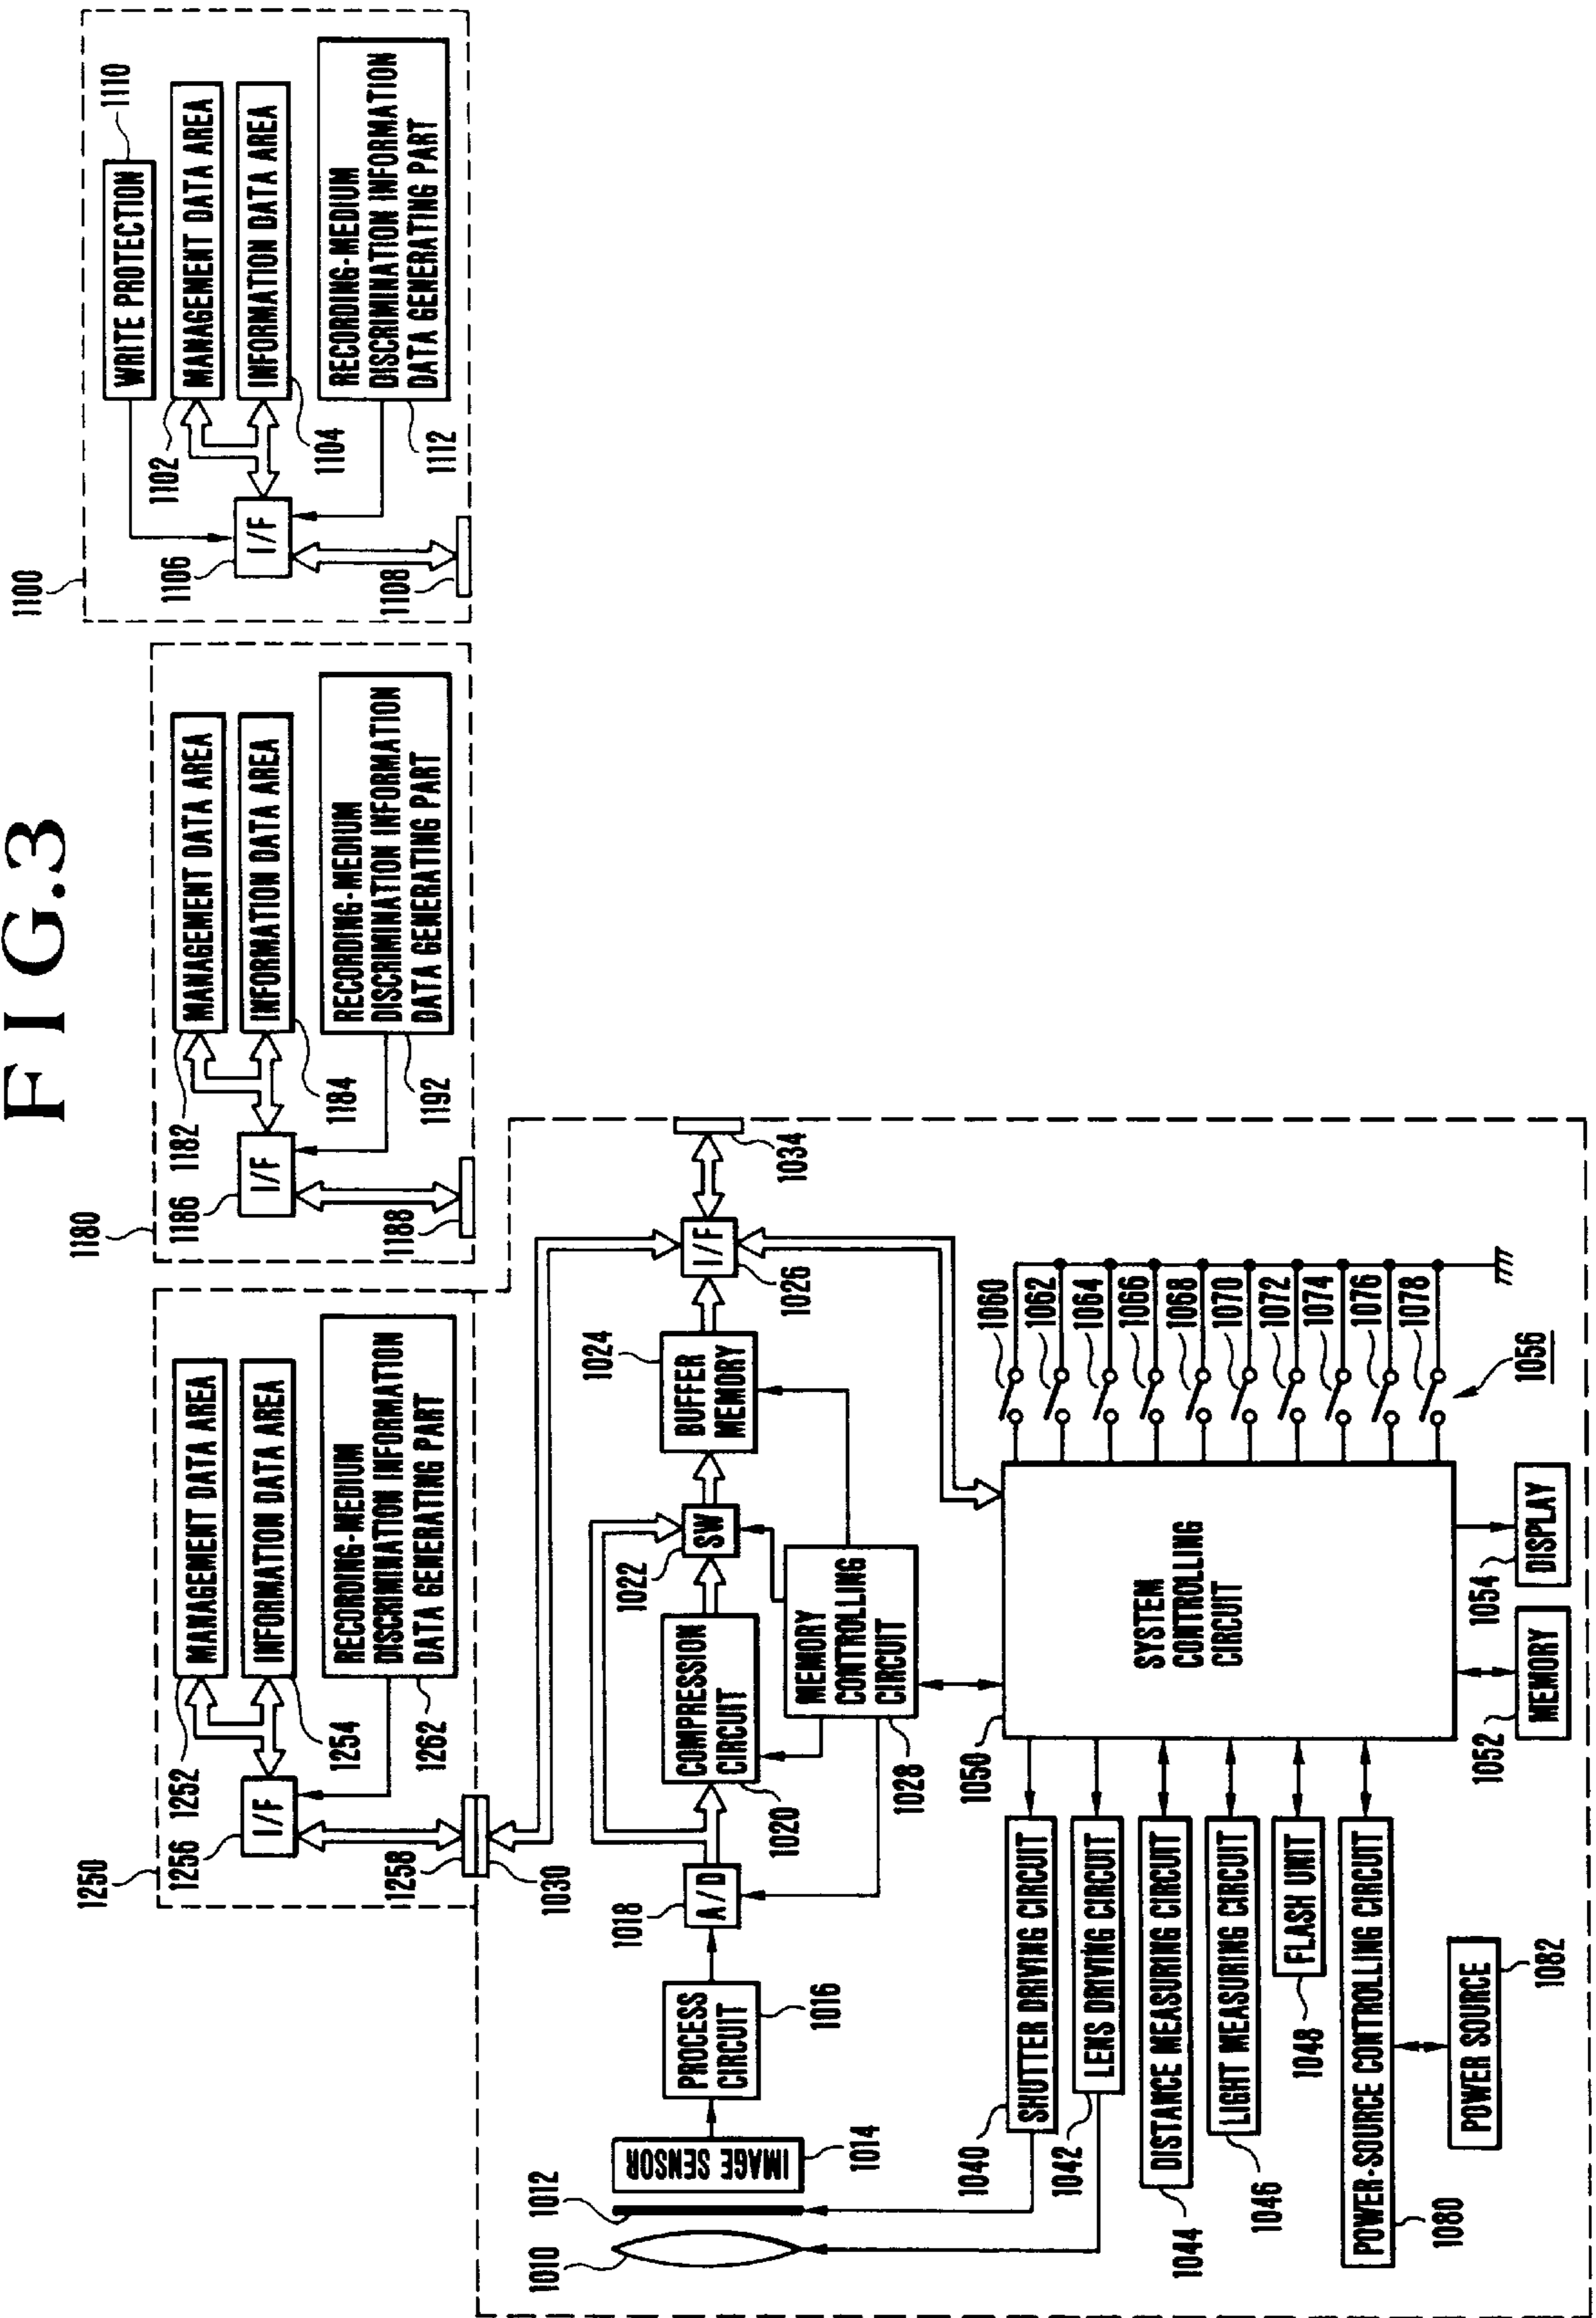 FIG.3
1250
1252
MANAGEMENT DATA AREA
1256
I/F
INFORMATION DATA AREA
1254
RECORDING-MEDIUM
DISCRIMINATION INFORMATION
DATA GENERATING PART
1262
1258
1030
1180
1182
MANAGEMENT DATA AREA
1186
I/F
INFORMATION DATA AREA
1184
RECORDING-MEDIUM
DISCRIMINATION INFORMATION
DATA GENERATING PART
1192
1188
1100
WRITE PROTECTION
1110
1102
MANAGEMENT DATA AREA
1106
I/F
INFORMATION DATA AREA
1104
RECORDING-MEDIUM
DISCRIMINATION INFORMATION
DATA GENERATING PART
1112
1108
1010
1012
IMAGE SENSOR
1014
PROCESS
CIRCUIT
1016
1018
A/D
COMPRESSION
CIRCUIT
1020
1022
SW
1024
BUFFER
MEMORY
I/F
1026
1034
MEMORY
CONTROLLING
CIRCUIT
1028
1040
SHUTTER DRIVING CIRCUIT
1042
LENS DRIVING CIRCUIT
1044
DISTANCE MEASURING CIRCUIT
1046
LIGHT MEASURING CIRCUIT
1048
FLASH UNIT
1080
POWER-SOURCE CONTROLLING CIRCUIT
POWER SOURCE
1082
1050
SYSTEM
CONTROLLING
CIRCUIT
1052
MEMORY
1054
DISPLAY
1060
1062
1064
1066
1068
1070
1072
1074
1076
1078
1056